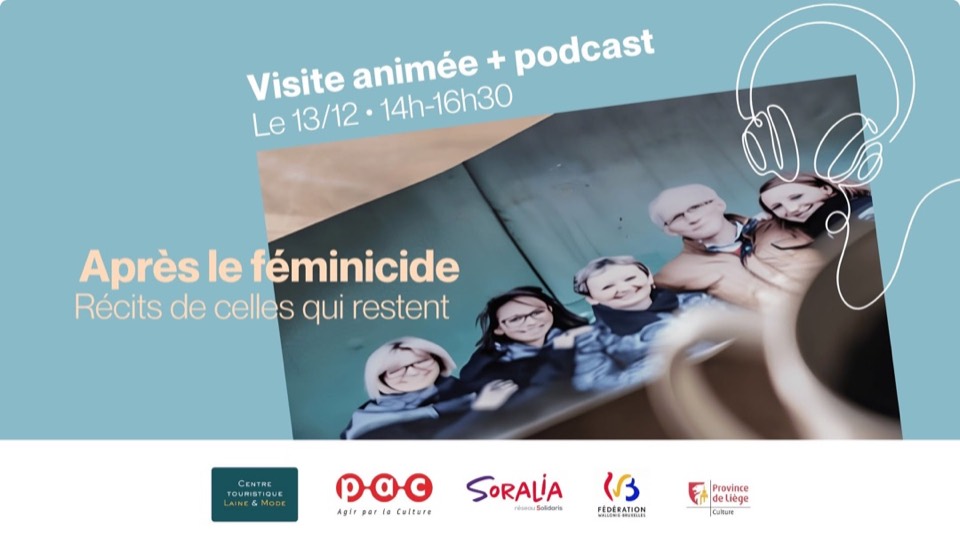 Visite animée + podcast
Le 13/12 • 14h-16h30
Après le féminicide
Récits de celles qui restent
CENTRE
TOURISTIQUE
LAINE & MODE
p-a-c
Agir par la Culture
SORALIA
réseau Solidaris
FÉDÉRATION
WALLONIE-BRUXELLES
Province
de Liège
Culture